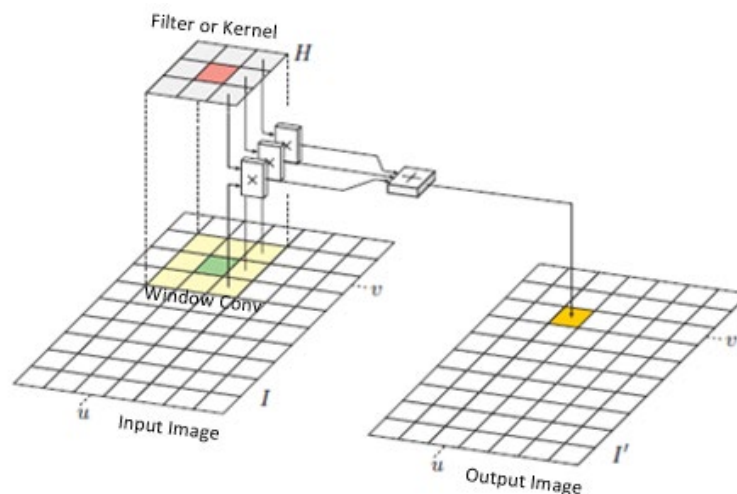 Filter or Kernel
H
×
×
×
+
Window Conv
··· v
I
u
Input Image
··· v
I'
u
Output Image